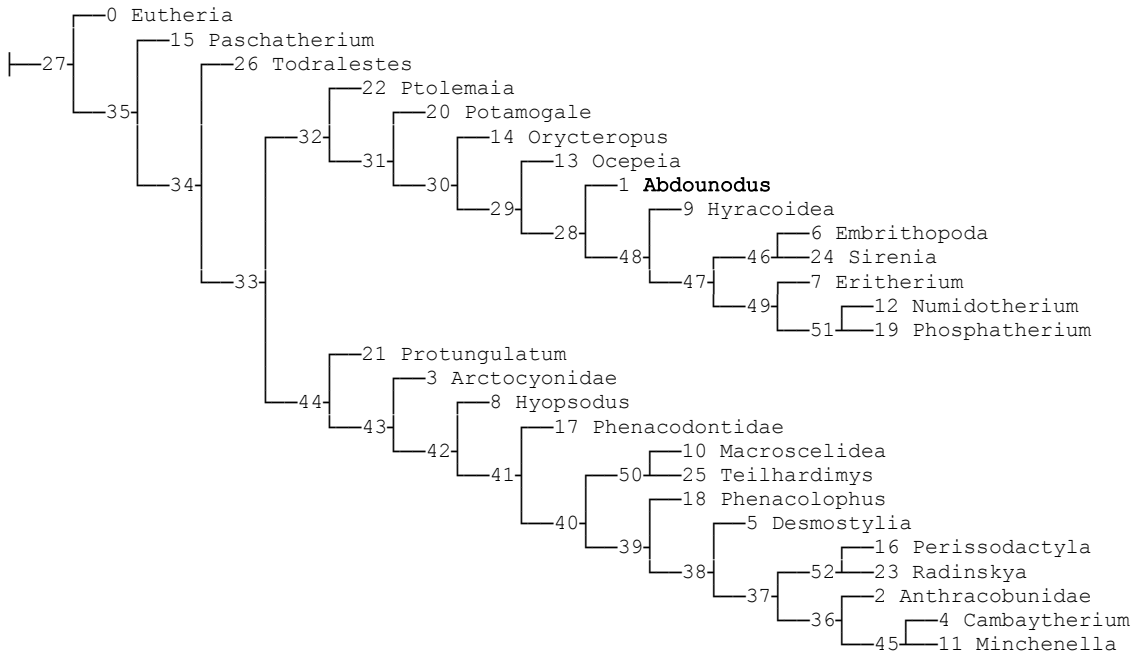 0 Eutheria
15 Paschatherium
27 26 Todralestes
22 Ptolemaia
35 20 Potamogale
32 14 Orycteropus
31 13 Ocepeia
34 30 1 Abdounodus
29 9 Hyracoidea
28 6 Embrithopoda
48 46 24 Sirenia
33 47 7 Eritherium
49 12 Numidotherium
51 19 Phosphatherium
21 Protungulatum
3 Arctocyonidae
44 8 Hyopsodus
43 17 Phenacodontidae
42 10 Macroscelidea
41 50 25 Teilhardimys
18 Phenacolophus
40 5 Desmostylia
39 16 Perissodactyla
38 52 23 Radinskya
37 2 Anthracobunidae
36 4 Cambaytherium
45 11 Minchenella